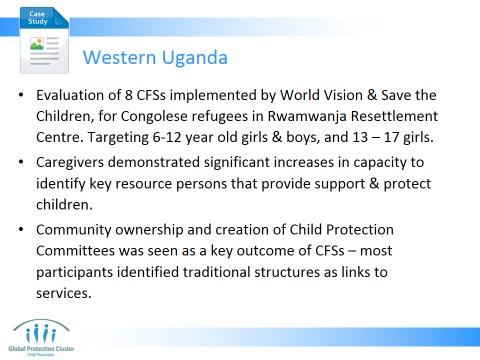 Case
Study
Western Uganda
• Evaluation of 8 CFSs implemented by World Vision & Save the
Children, for Congolese refugees in Rwamwanja Resettlement
Centre. Targeting 6-12 year old girls & boys, and 13 – 17 girls.
• Caregivers demonstrated significant increases in capacity to
identify key resource persons that provide support & protect
children.
• Community ownership and creation of Child Protection
Committees was seen as a key outcome of CFSs – most
participants identified traditional structures as links to
services.
Global Protection Cluster
Child Protection